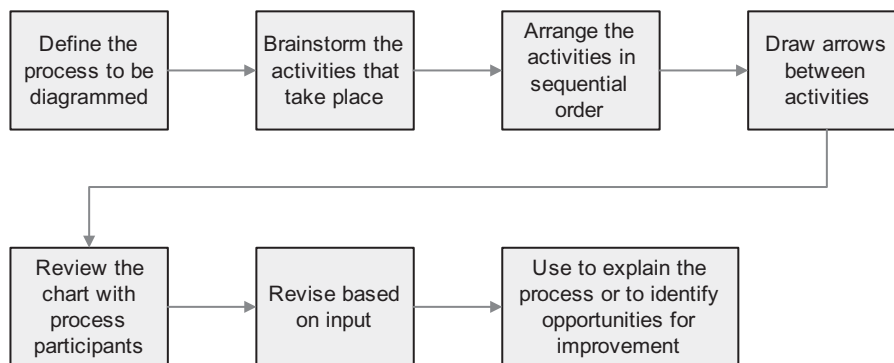 Define the
process to be
diagrammed
Brainstorm the
activities that
take place
Arrange the
activities in
sequential
order
Draw arrows
between
activities
Review the
chart with
process
participants
Revise based
on input
Use to explain the
process or to identify
opportunities for
improvement